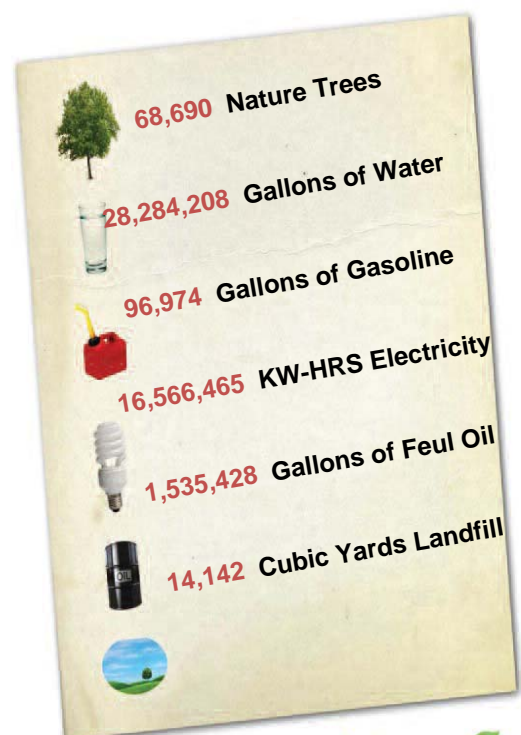 68,690 Nature Trees
28,284,208 Gallons of Water
96,974 Gallons of Gasoline
16,566,465 KW-HRS Electricity
1,535,428 Gallons of Feul Oil
OIL
14,142 Cubic Yards Landfill